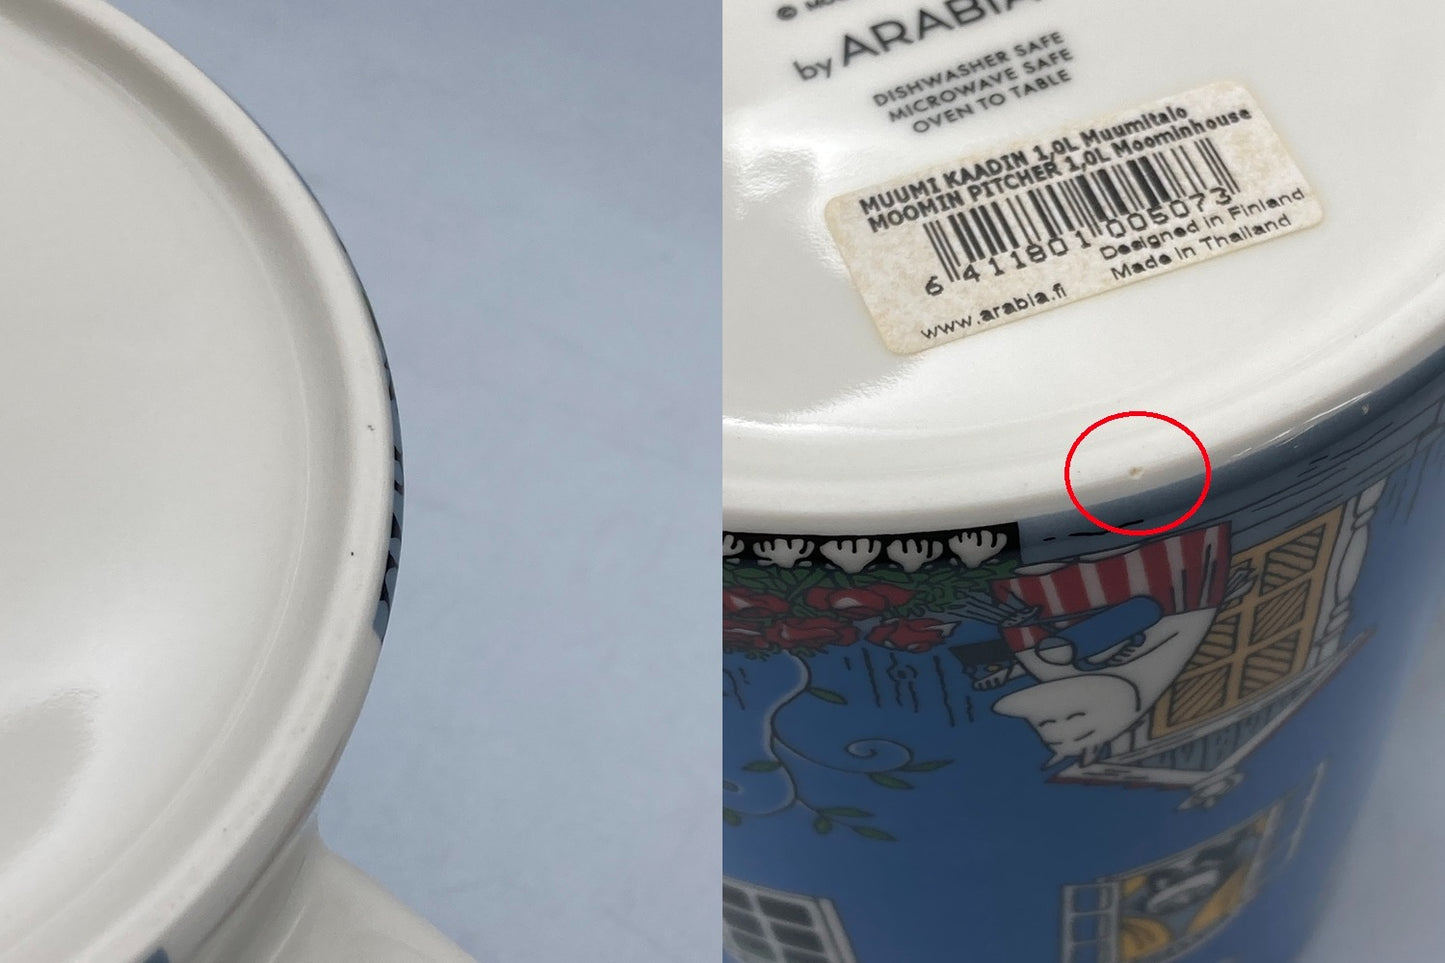 ©
by ARABIA
DISHWASHER SAFE
MICROWAVE SAFE
OVEN TO TABLE
MUUMI KAADIN 1,0L Muumitalo
MOOMIN PITCHER 1,0L Moominhouse
6 411801 005073
Designed in Finland
Made in Thailand
www.arabia.fi